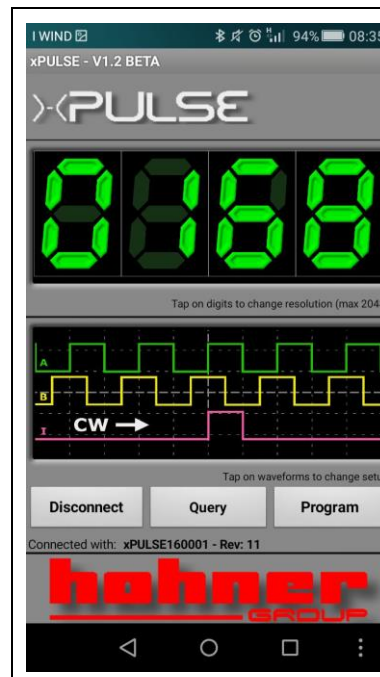 I WIND 94% 08:35
xPULSE - V1.2 BETA
PULSE
0168
Tap on digits to change resolution (max 204
A
B
I CW
Tap on waveforms to change setu
Disconnect Query Program
Connected with: xPULSE160001 - Rev: 11
hohner
GROUP